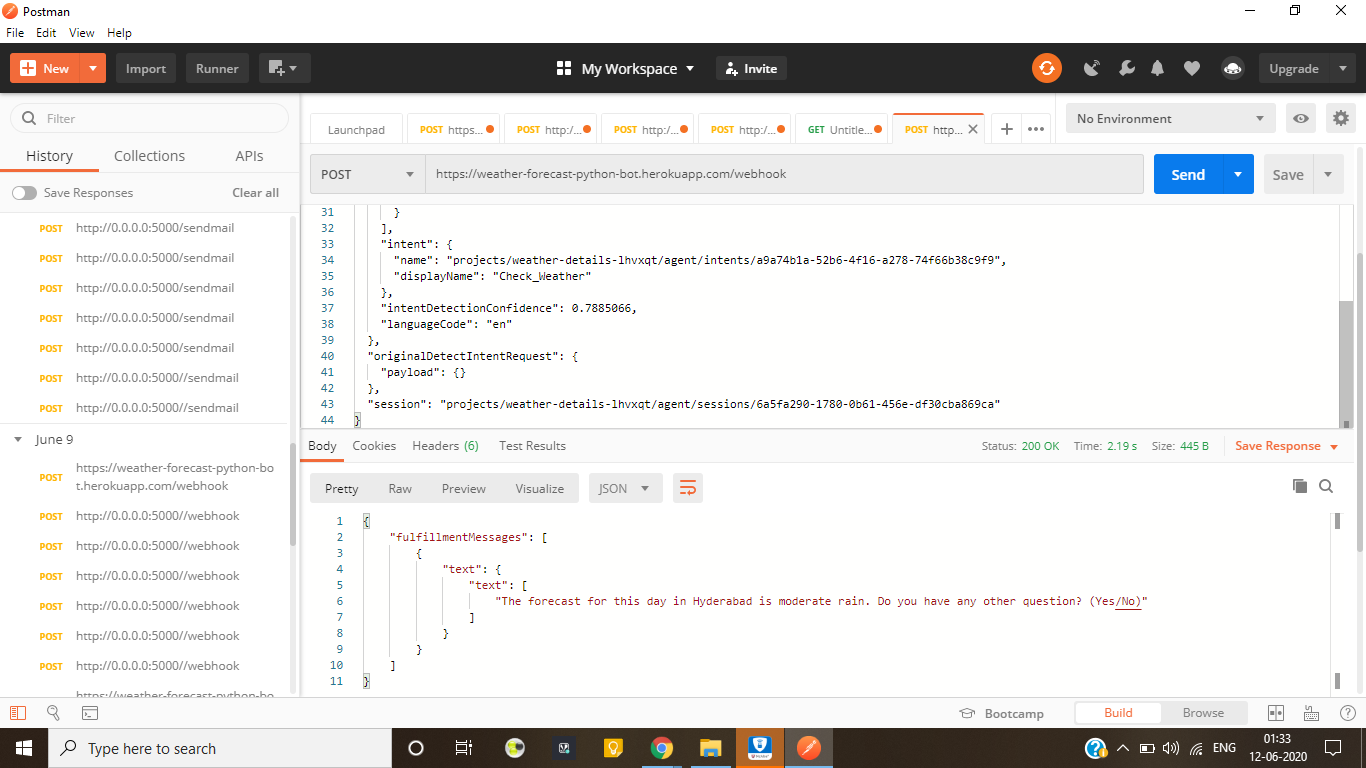 Postman
File Edit View Help
New Import Runner My Workspace Invite Upgrade
Filter
History Collections APIs
Save Responses Clear all
POST http://0.0.0.0:5000/sendmail
POST http://0.0.0.0:5000/sendmail
POST http://0.0.0.0:5000/sendmail
POST http://0.0.0.0:5000/sendmail
POST http://0.0.0.0:5000/sendmail
POST http://0.0.0.0:5000//sendmail
POST http://0.0.0.0:5000//sendmail
June 9
POST https://weather-forecast-python-bo
t.herokuapp.com/webhook
POST http://0.0.0.0:5000//webhook
POST http://0.0.0.0:5000//webhook
POST http://0.0.0.0:5000//webhook
POST http://0.0.0.0:5000//webhook
POST http://0.0.0.0:5000//webhook
POST http://0.0.0.0:5000//webhook
https://weather-forecast-python-bo
Launchpad POST https... POST http:/... POST http:/... POST http:/... GET Untitle... POST http... No Environment
POST https://weather-forecast-python-bot.herokuapp.com/webhook Send Save
31 }
32 ],
33 "intent": {
34 "name": "projects/weather-details-lhvxqt/agent/intents/a9a74b1a-52b6-4f16-a278-74f66b38c9f9",
35 "displayName": "Check_Weather"
36 },
37 "intentDetectionConfidence": 0.7885066,
38 "languageCode": "en"
39 },
40 "originalDetectIntentRequest": {
41 "payload": {}
42 },
43 "session": "projects/weather-details-lhvxqt/agent/sessions/6a5fa290-1780-0b61-456e-df30cba869ca"
44 }
Body Cookies Headers (6) Test Results Status: 200 OK Time: 2.19 s Size: 445 B Save Response
Pretty Raw Preview Visualize JSON
1 {
2 "fulfillmentMessages": [
3 {
4 "text": {
5 "text": [
6 "The forecast for this day in Hyderabad is moderate rain. Do you have any other question? (Yes/No)"
7 ]
8 }
9 }
10 ]
11 }
Bootcamp Build Browse
Type here to search ENG 01:33
12-06-2020